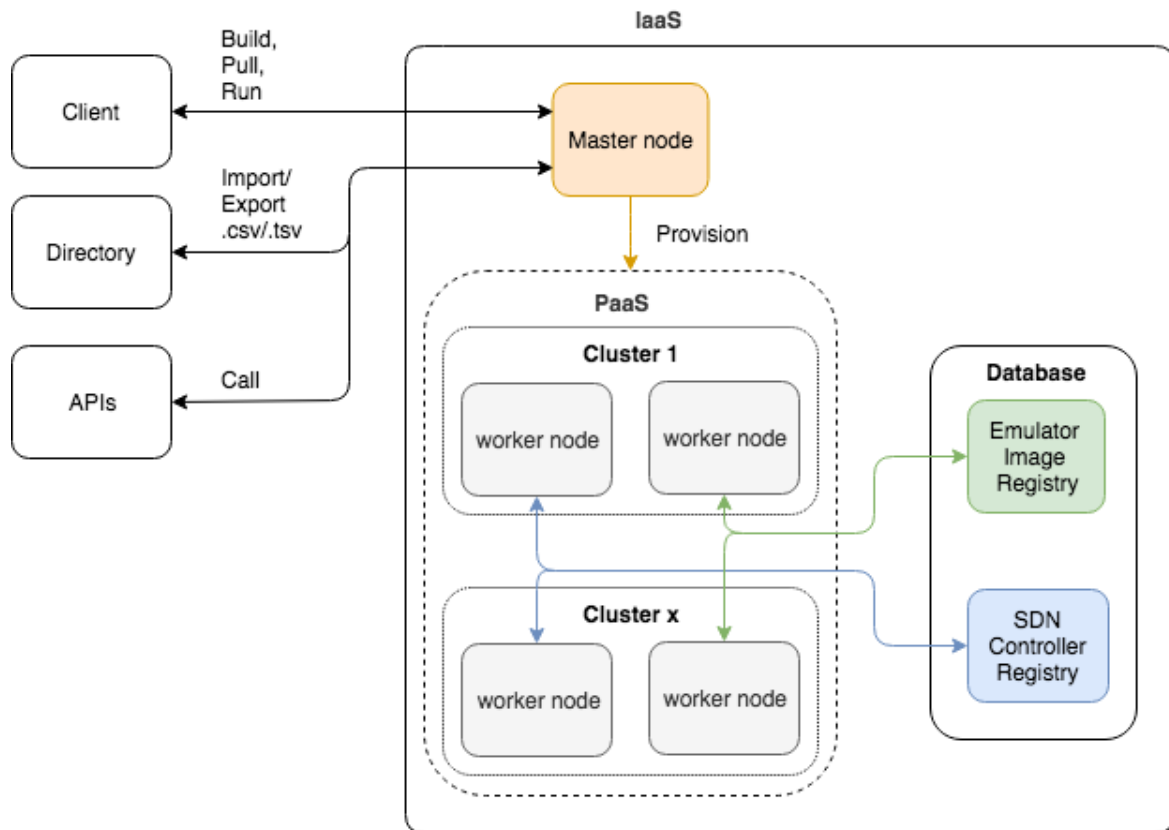 IaaS
Build,
Pull,
Run
Client
Master node
Import/
Export
.csv/.tsv
Directory
Provision
PaaS
Cluster 1
Call
APIs
worker node
worker node
Database
Emulator
Image
Registry
Cluster x
worker node
worker node
SDN
Controller
Registry